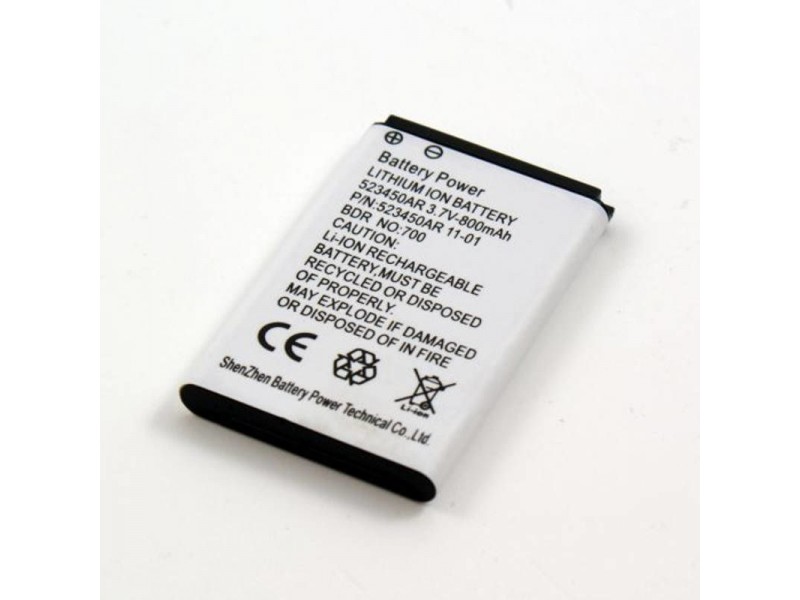 ⊕ ⊖
Battery Power
LITHIUM ION BATTERY
523450AR 3.7V-800mAh
P/N:523450AR 11-01
BDR NO:700
CAUTION:
Li-ION RECHARGEABLE
BATTERY,MUST BE
RECYCLED OR DISPOSED
OF PROPERLY.
MAY EXPLODE IF DAMAGED
OR DISPOSED OF IN FIRE
CE
Li-ion
ShenZhen Battery Power Technical Co.,Ltd.